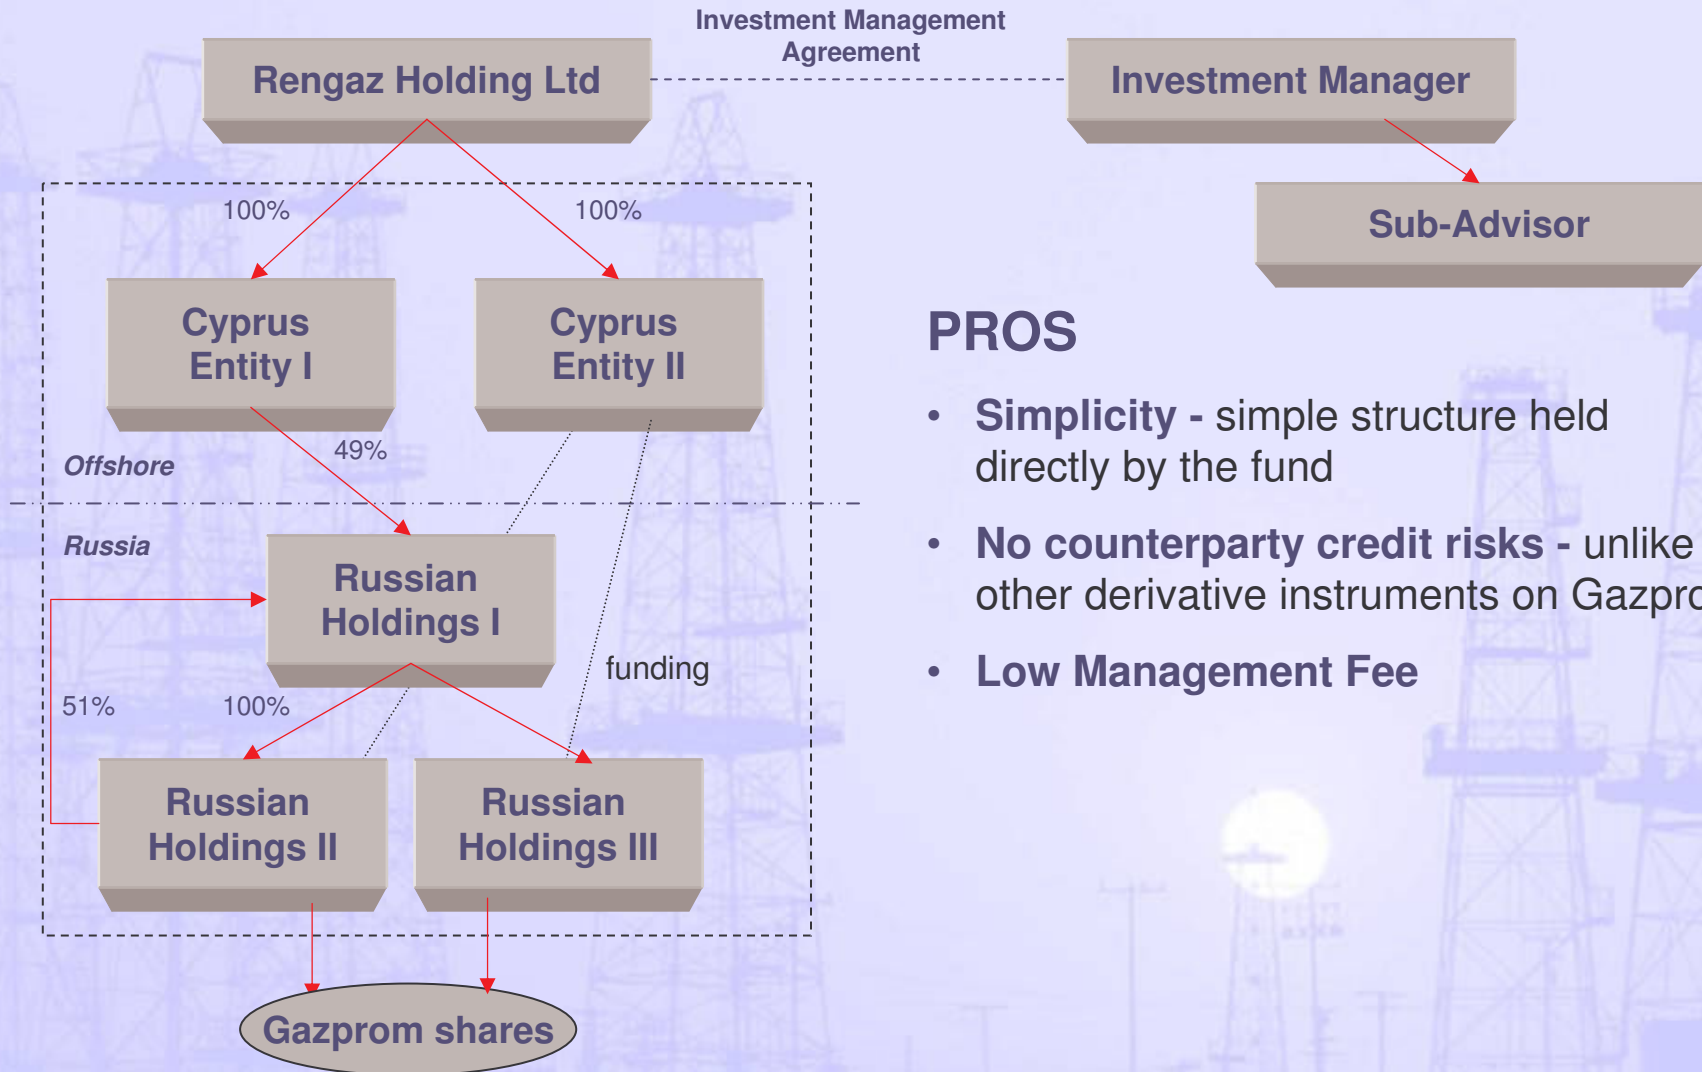 Investment Management
Agreement
Rengaz Holding Ltd
Investment Manager
Sub-Advisor
100%
100%
Cyprus
Entity I
Cyprus
Entity II
49%
Offshore
Russia
Russian
Holdings I
funding
51%
100%
Russian
Holdings II
Russian
Holdings III
Gazprom shares
PROS
• Simplicity - simple structure held
directly by the fund
• No counterparty credit risks - unlike
other derivative instruments on Gazpro
• Low Management Fee